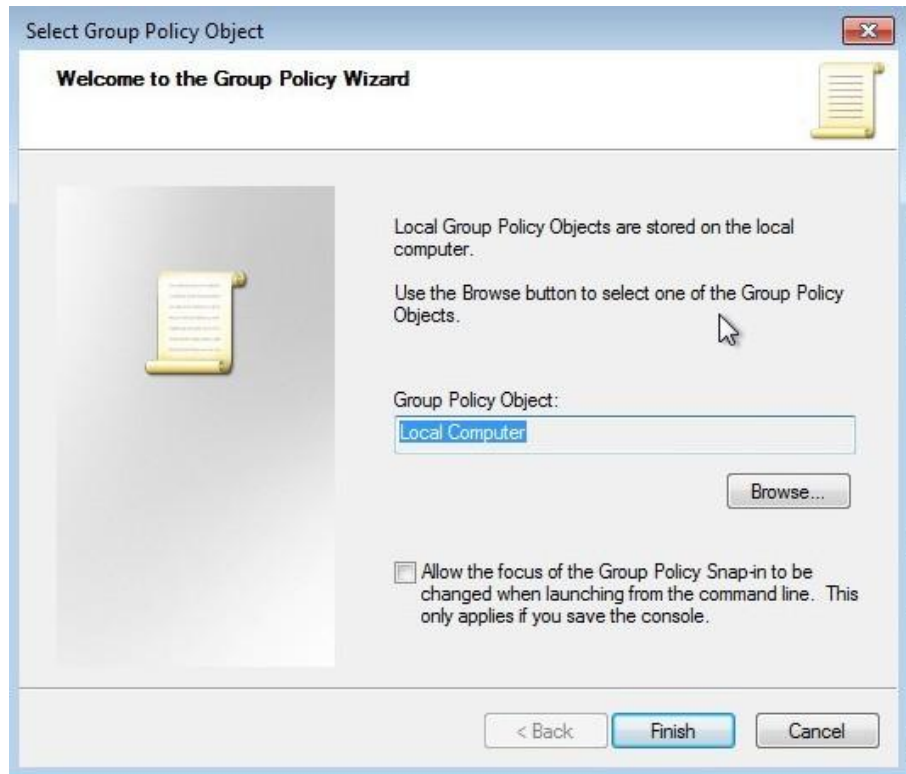 Select Group Policy Object
Welcome to the Group Policy Wizard
Local Group Policy Objects are stored on the local
computer.
Use the Browse button to select one of the Group Policy
Objects.
Group Policy Object:
Local Computer
Browse...
Allow the focus of the Group Policy Snap-in to be
changed when launching from the command line.  This
only applies if you save the console.
< Back
Finish
Cancel